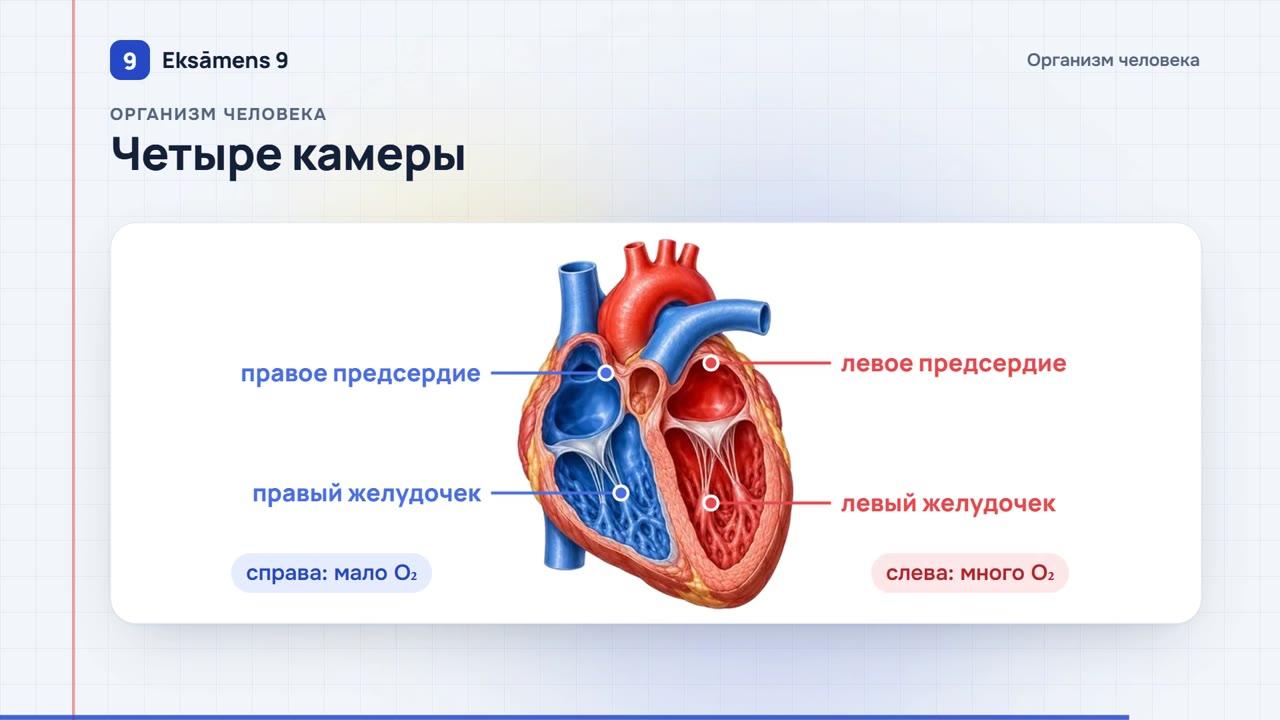 9 Eksāmens 9
Организм человека
ОРГАНИЗМ ЧЕЛОВЕКА
Четыре камеры
правое предсердие
левое предсердие
правый желудочек
левый желудочек
справа: мало O₂
слева: много O₂